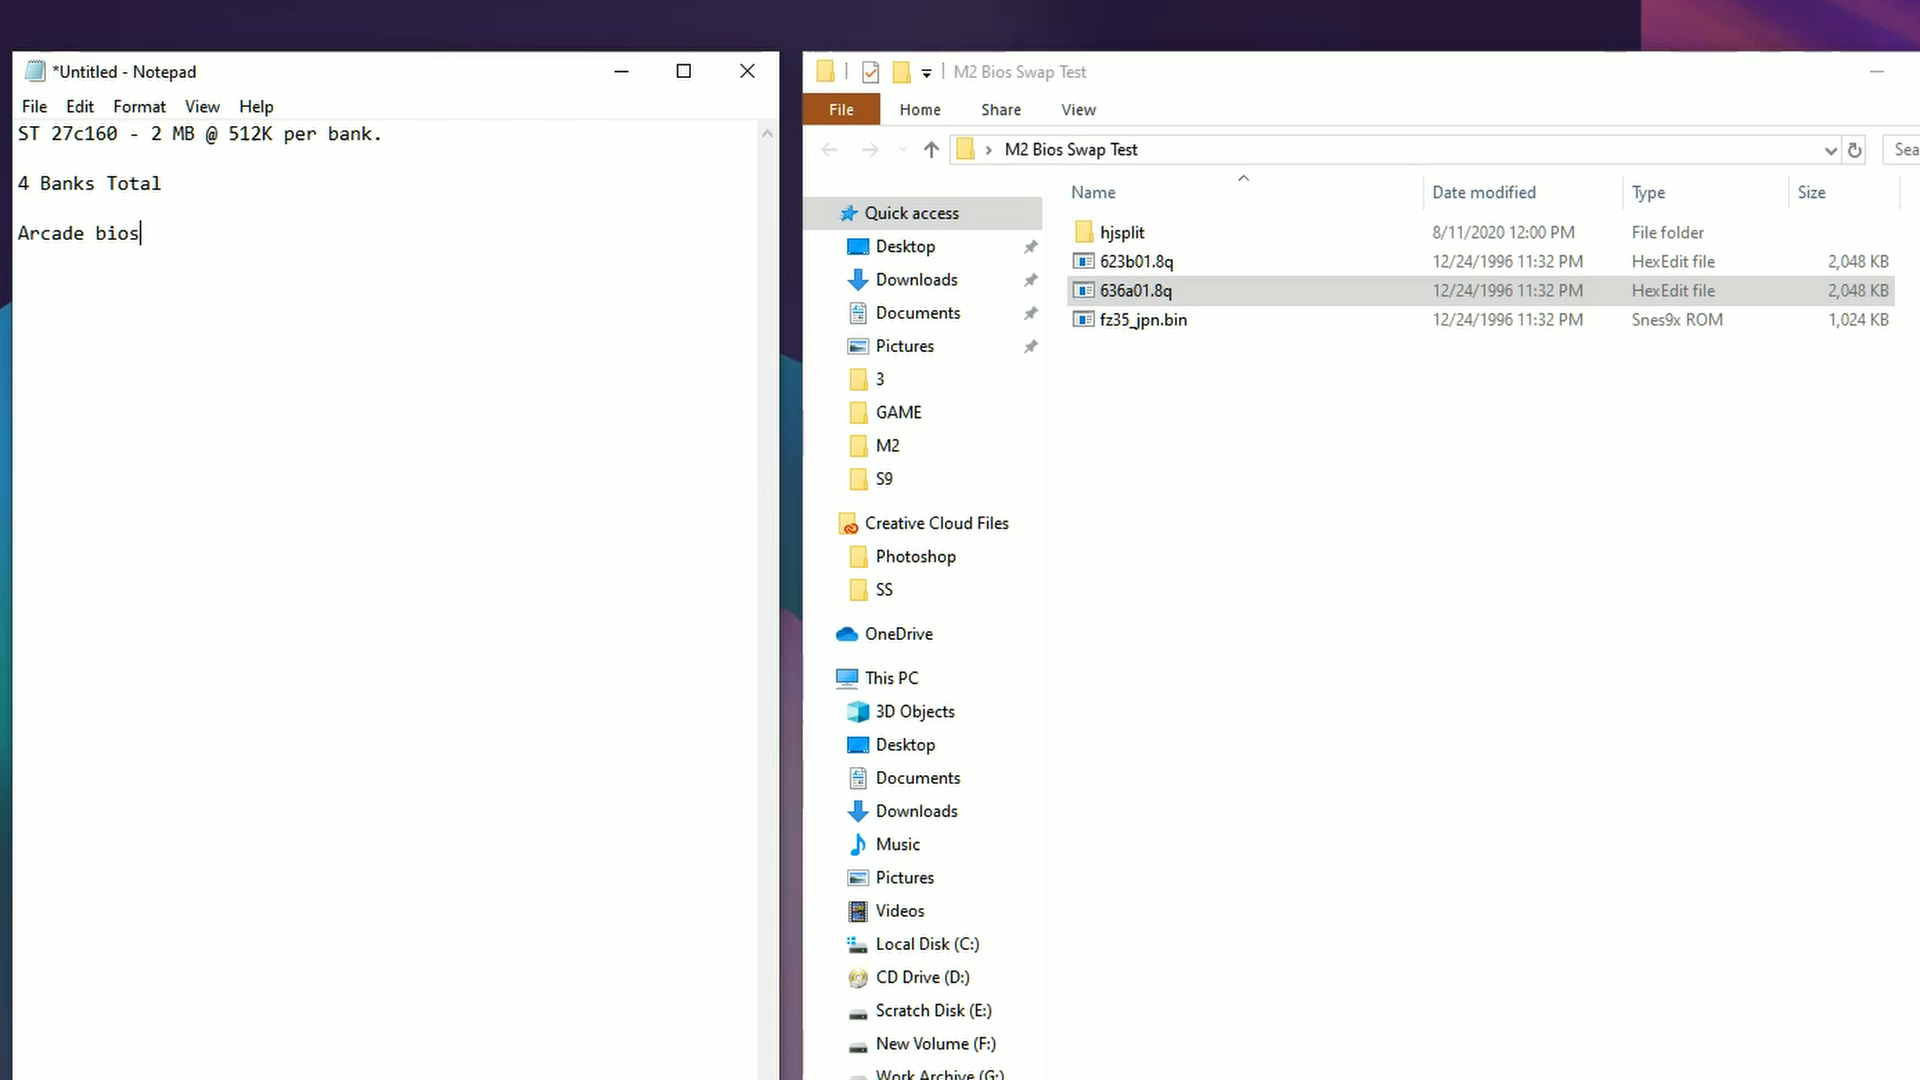 *Untitled - Notepad
File Edit Format View Help
ST 27c160 - 2 MB @ 512K per bank.
4 Banks Total
Arcade bios
M2 Bios Swap Test
File Home Share View
M2 Bios Swap Test
Sea
Name Date modified Type Size
hjsplit 8/11/2020 12:00 PM File folder
623b01.8q 12/24/1996 11:32 PM HexEdit file 2,048 KB
636a01.8q 12/24/1996 11:32 PM HexEdit file 2,048 KB
fz35_jpn.bin 12/24/1996 11:32 PM Snes9x ROM 1,024 KB
Quick access
Desktop
Downloads
Documents
Pictures
3
GAME
M2
S9
Creative Cloud Files
Photoshop
SS
OneDrive
This PC
3D Objects
Desktop
Documents
Downloads
Music
Pictures
Videos
Local Disk (C:)
CD Drive (D:)
Scratch Disk (E:)
New Volume (F:)
Work Archive (G:)